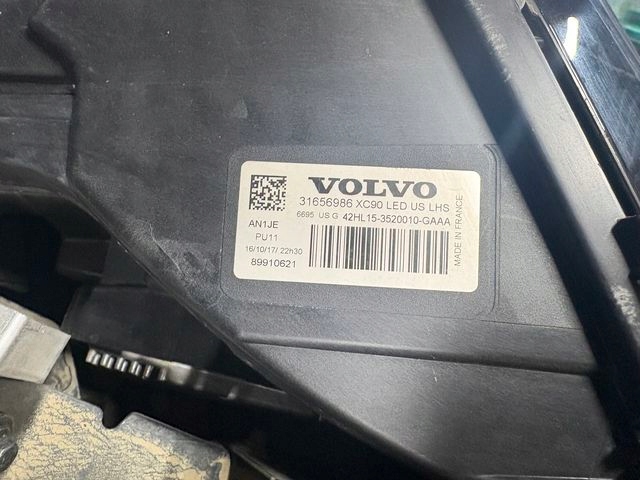 VOLVO
31656986 XC90 LED US LHS
6695 US G 42HL15-3520010-GAAA
AN1JE
PU11
16/10/17/ 22h30
89910621
MADE IN FRANCE